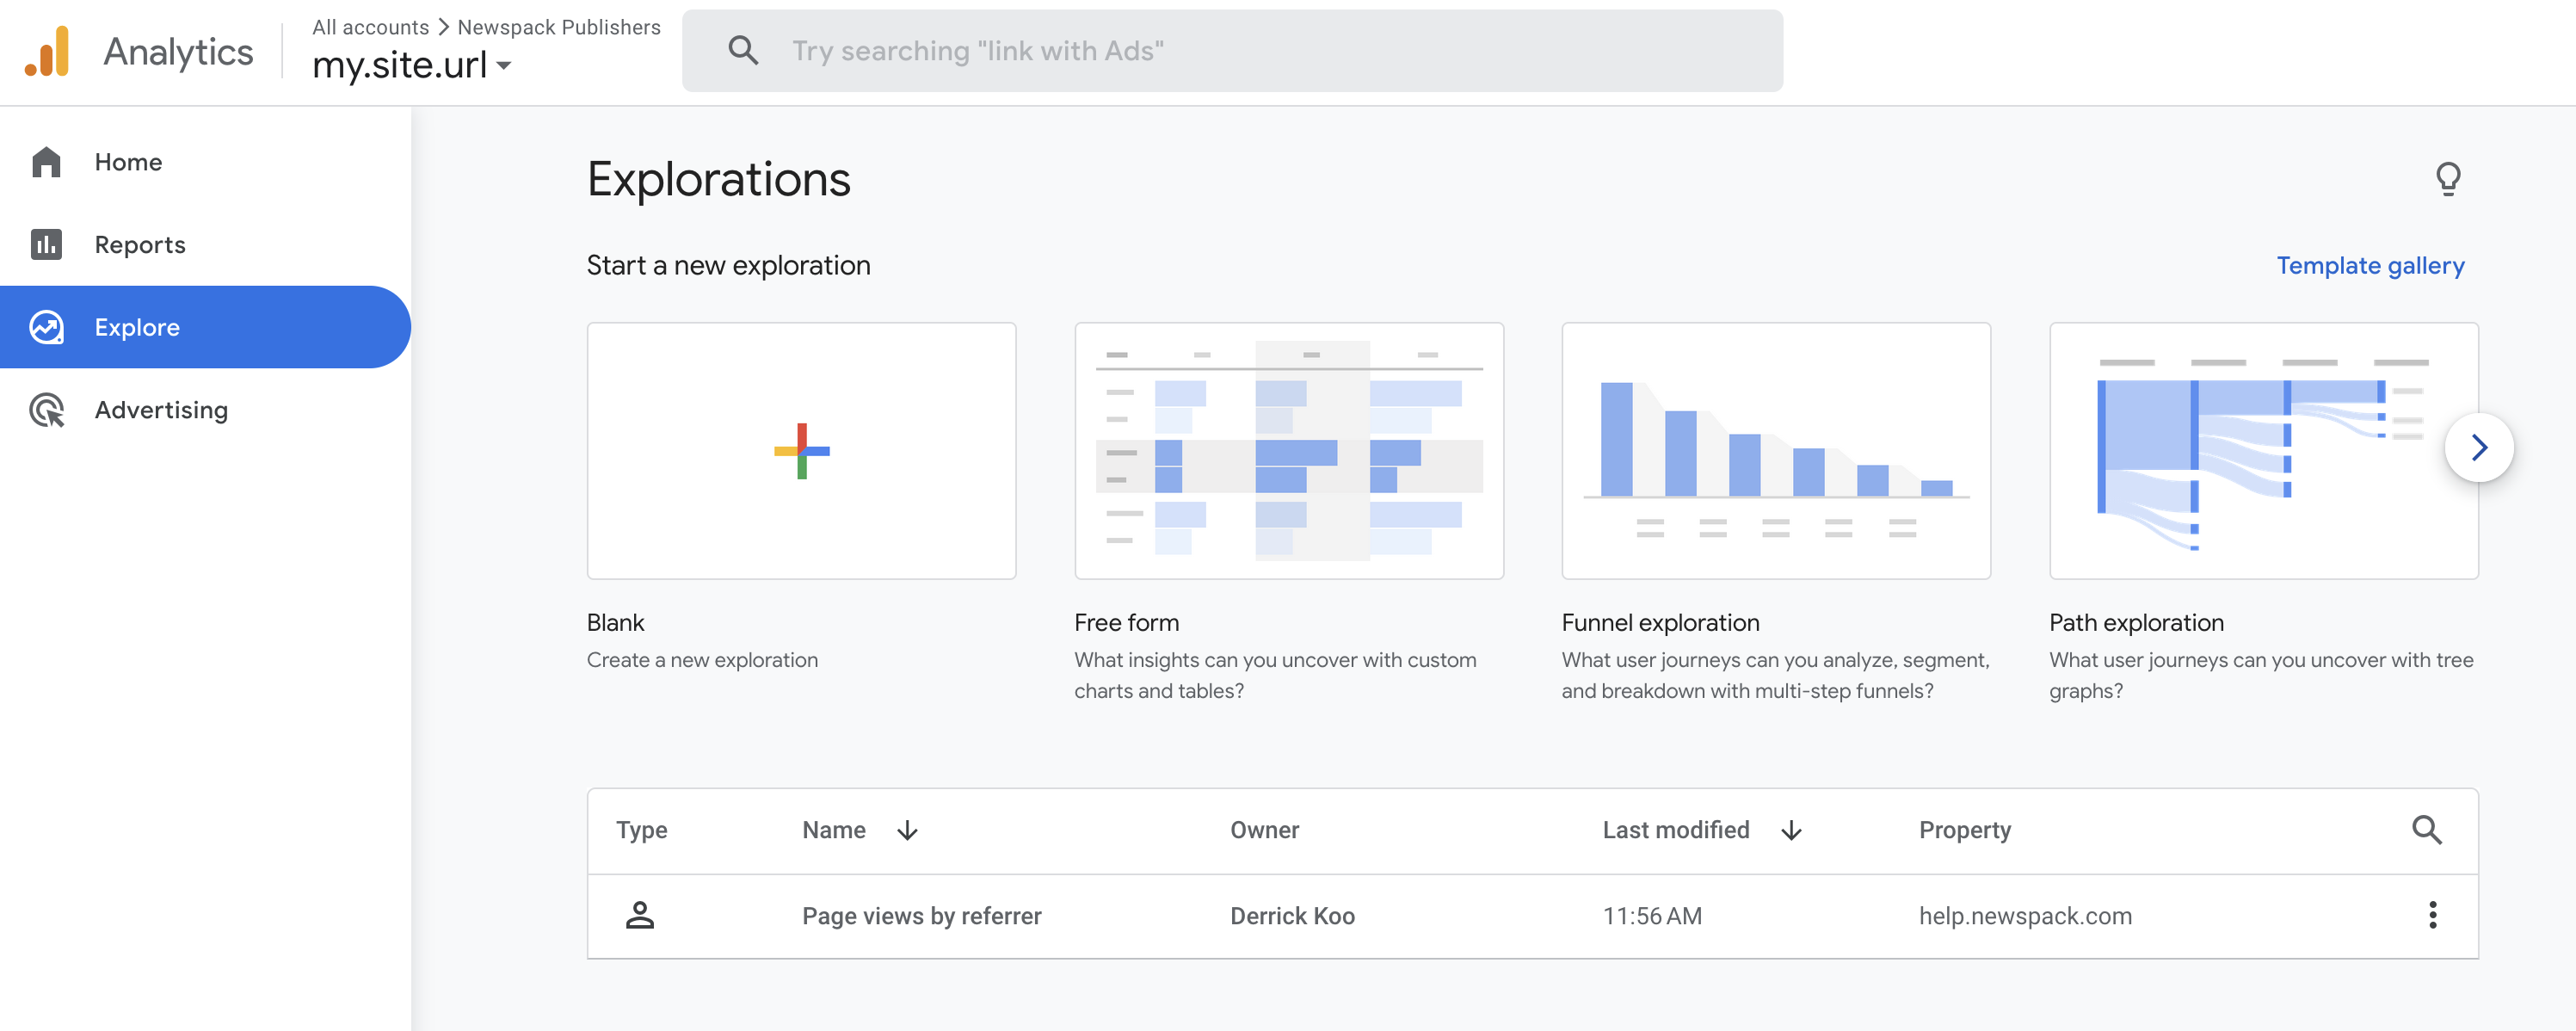 Analytics
All accounts > Newspack Publishers
my.site.url
Try searching "link with Ads"
Home
Reports
Explore
Advertising
Explorations
Start a new exploration
Template gallery
Blank
Create a new exploration
Free form
What insights can you uncover with custom
charts and tables?
Funnel exploration
What user journeys can you analyze, segment,
and breakdown with multi-step funnels?
Path exploration
What user journeys can you uncover with tree
graphs?
Type Name Owner Last modified Property
Page views by referrer Derrick Koo 11:56 AM help.newspack.com